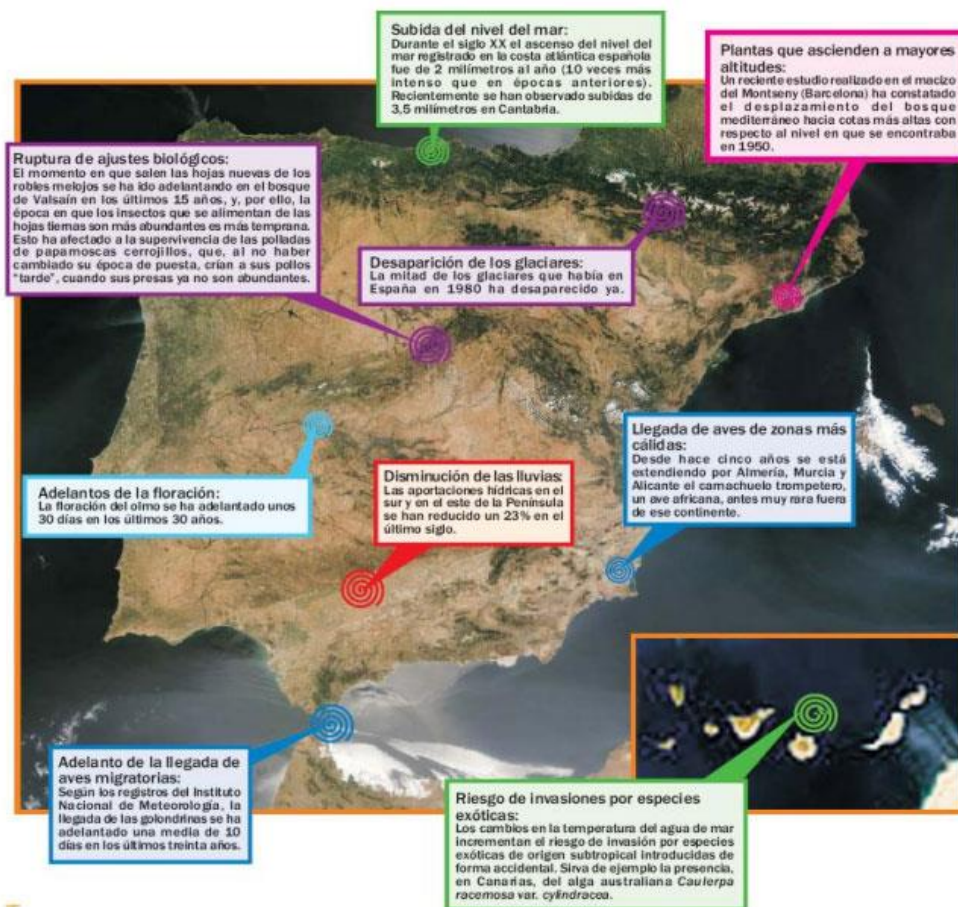 Subida del nivel del mar:
Durante el siglo XX el ascenso del nivel del
mar registrado en la costa atlántica española
fue de 2 milímetros al año (10 veces más
intenso que en épocas anteriores).
Recientemente se han observado subidas de
3,5 milímetros en Cantabria.
Plantas que ascienden a mayores
altitudes:
Un reciente estudio realizado en el macizo
del Montseny (Barcelona) ha constatado
el desplazamiento del bosque
mediterráneo hacia cotas más altas con
respecto al nivel en que se encontraba
en 1950.
Ruptura de ajustes biológicos:
El momento en que salen las hojas nuevas de los
robles melojos se ha ido adelantando en el bosque
de Valsaín en los últimos 15 años, y, por ello, la
época en que los insectos que se alimentan de las
hojas tiernas son más abundantes es más temprana.
Esto ha afectado a la supervivencia de las polladas
de papamoscas cerrojillos, que, al no haber
cambiado su época de puesta, crían a sus pollos
"tarde", cuando sus presas ya no son abundantes.
Desaparición de los glaciares:
La mitad de los glaciares que había en
España en 1980 ha desaparecido ya.
Adelantos de la floración:
La floración del olmo se ha adelantado unos
30 días en los últimos 30 años.
Disminución de las lluvias:
Las aportaciones hídricas en el
sur y en el este de la Península
se han reducido un 23% en el
último siglo.
Llegada de aves de zonas más
cálidas:
Desde hace cinco años se está
extendiendo por Almería, Murcia y
Alicante el camachuelo trompetero,
un ave africana, antes muy rara fuera
de ese continente.
Adelanto de la llegada de
aves migratorias:
Según los registros del Instituto
Nacional de Meteorología, la
llegada de las golondrinas se ha
adelantado una media de 10
días en los últimos treinta años.
Riesgo de invasiones por especies
exóticas:
Los cambios en la temperatura del agua de mar
incrementan el riesgo de invasión por especies
exóticas de origen subtropical introducidas de
forma accidental. Sirva de ejemplo la presencia,
en Canarias, del alga australiana Caulerpa
racemosa var. cylindracea.